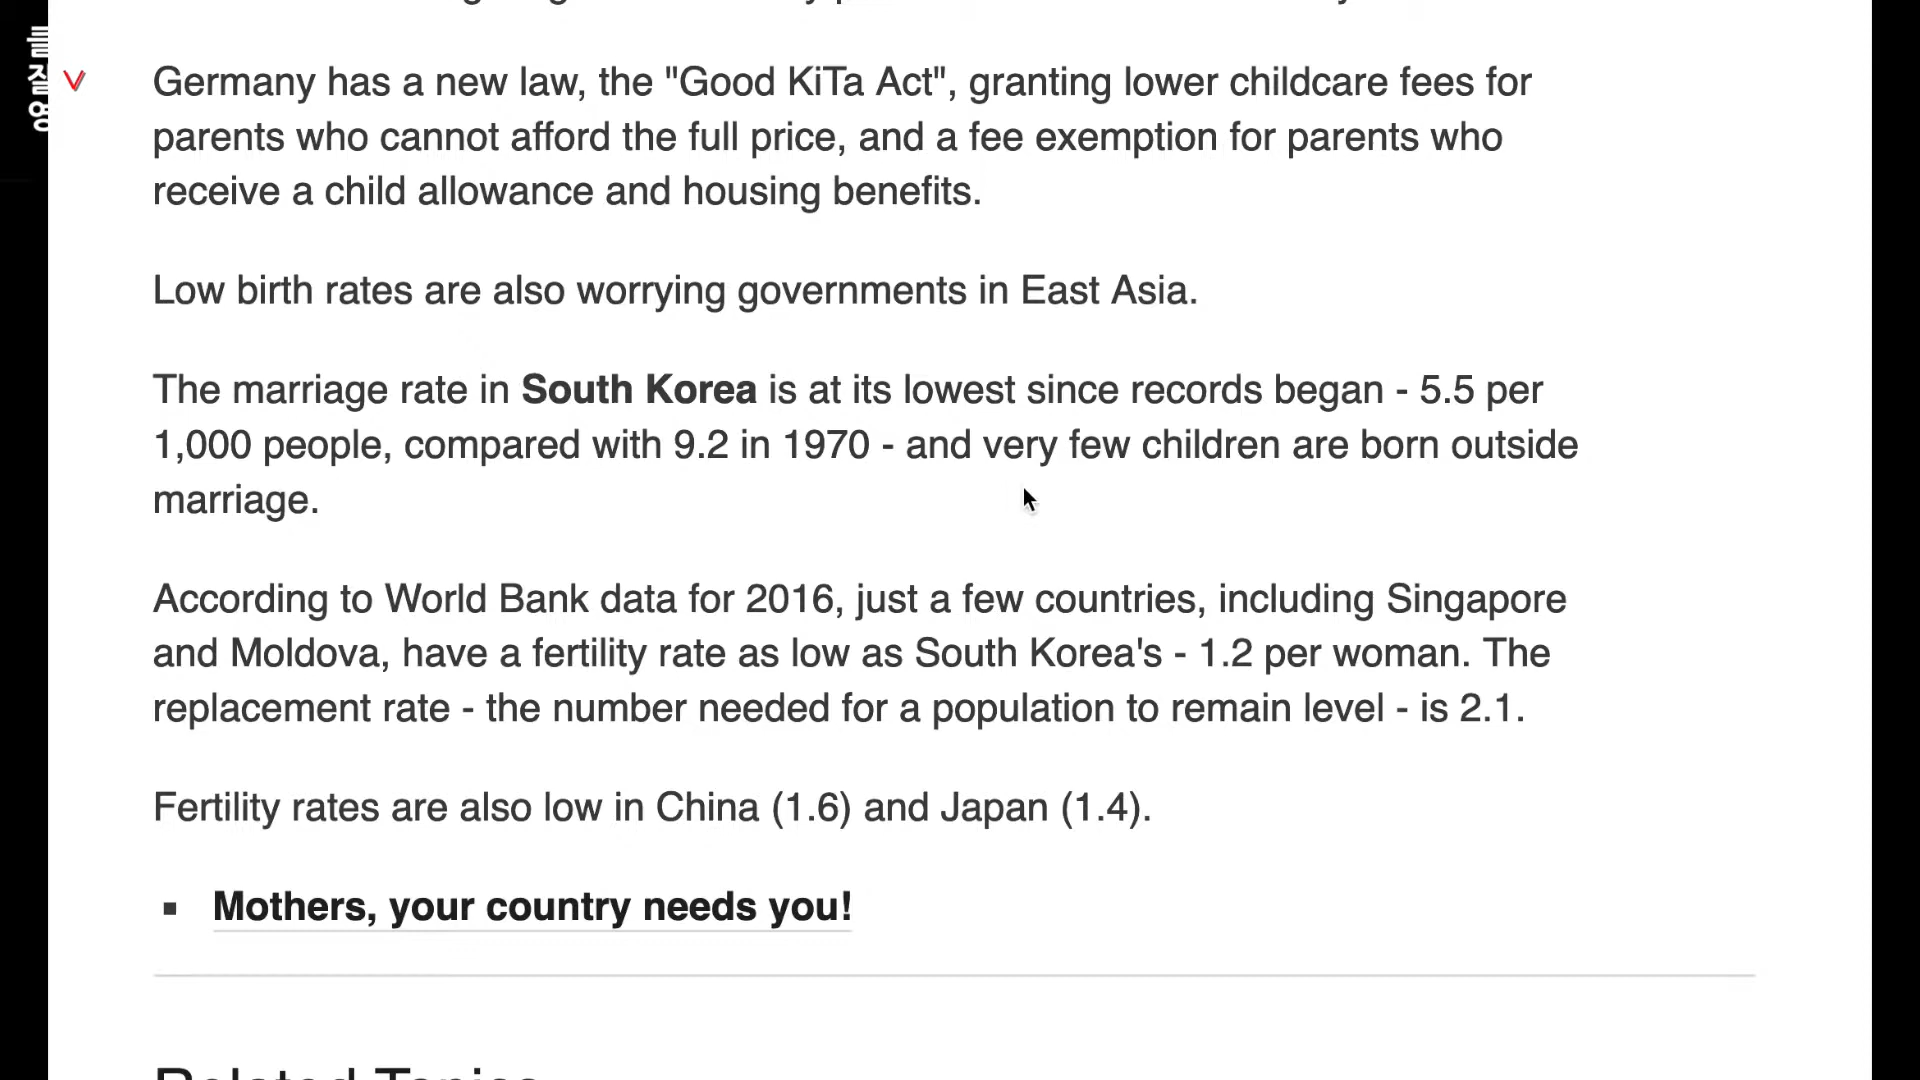 Germany has a new law, the "Good KiTa Act", granting lower childcare fees for
parents who cannot afford the full price, and a fee exemption for parents who
receive a child allowance and housing benefits.
Low birth rates are also worrying governments in East Asia.
The marriage rate in South Korea is at its lowest since records began - 5.5 per
1,000 people, compared with 9.2 in 1970 - and very few children are born outside
marriage.
According to World Bank data for 2016, just a few countries, including Singapore
and Moldova, have a fertility rate as low as South Korea's - 1.2 per woman. The
replacement rate - the number needed for a population to remain level - is 2.1.
Fertility rates are also low in China (1.6) and Japan (1.4).
▪ Mothers, your country needs you!
Related Topics